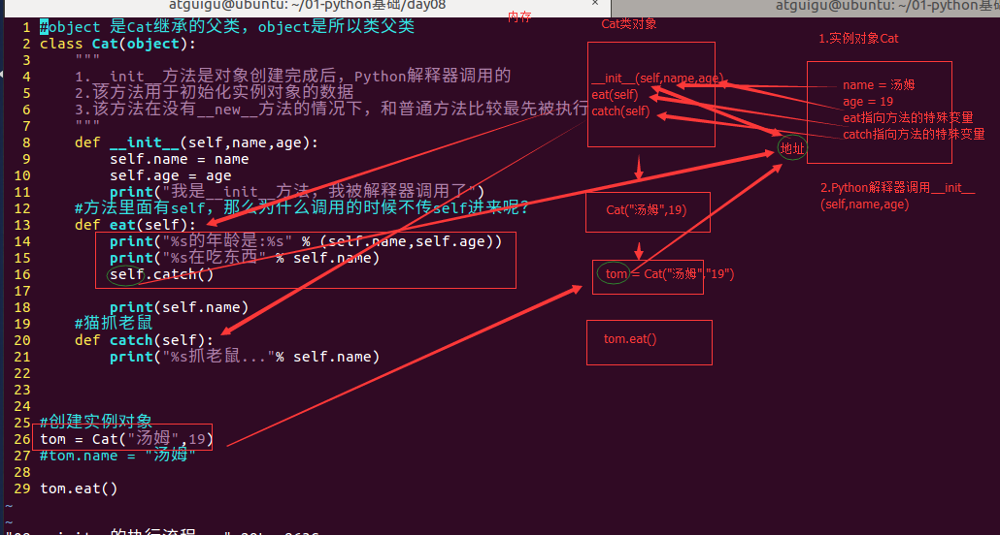 atguigu@ubuntu: ~/01-python基础/day08
×
atguigu@ubuntu: ~/01-python基础
1 #object 是Cat继承的父类，object是所以类父类
2 class Cat(object):
3     """
4     1.__init__方法是对象创建完成后，Python解释器调用的
5     2.该方法用于初始化实例对象的数据
6     3.该方法在没有__new__方法的情况下，和普通方法比较最先被执行
7     """
8     def __init__(self,name,age):
9         self.name = name
10         self.age = age
11         print("我是__init__方法，我被解释器调用了")
12     #方法里面有self，那么为什么调用的时候不传self进来呢？
13     def eat(self):
14         print("%s的年龄是:%s" % (self.name,self.age))
15         print("%s在吃东西" % self.name)
16         self.catch()
17
18         print(self.name)
19     #猫抓老鼠
20     def catch(self):
21         print("%s抓老鼠..."% self.name)
22
23
24
25 #创建实例对象
26 tom = Cat("汤姆",19)
27 #tom.name = "汤姆"
28
29 tom.eat()
~
~
内存
Cat类对象
__init__(self,name,age)
eat(self)
catch(self)
Cat("汤姆",19)
tom = Cat("汤姆","19")
tom.eat()
1.实例对象Cat
name = 汤姆
age = 19
eat指向方法的特殊变量
catch指向方法的特殊变量
地址
2.Python解释器调用__init__
(self,name,age)